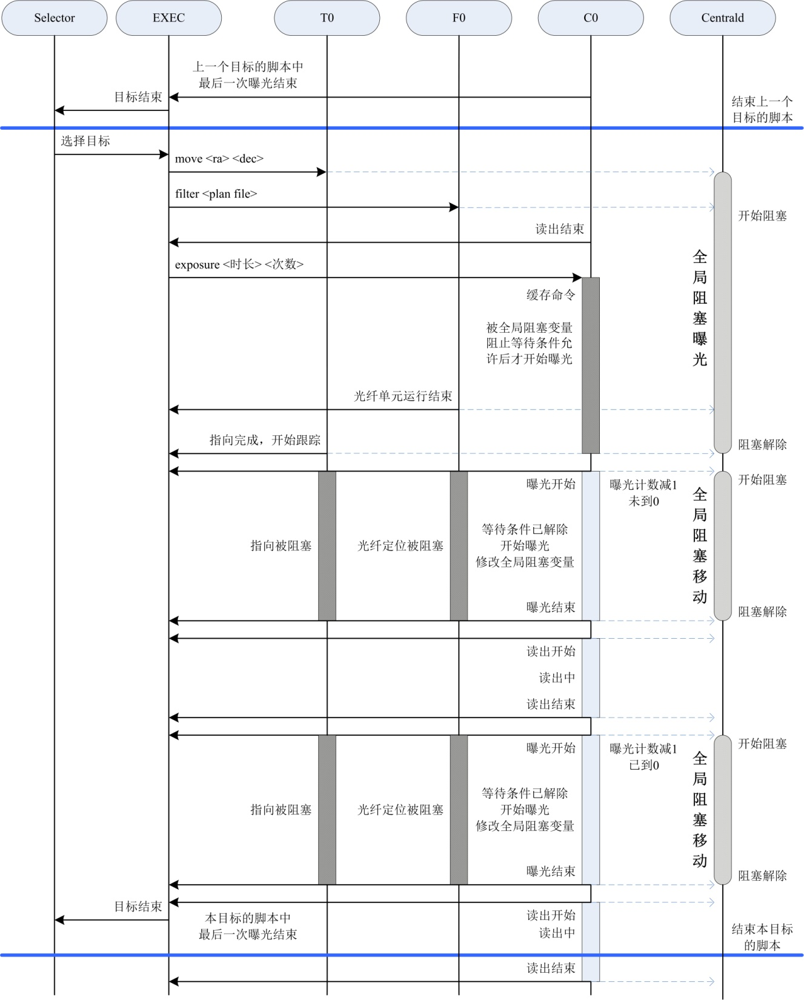 Selector
EXEC
T0
F0
C0
Centrald
上一个目标的脚本中
最后一次曝光结束
目标结束
结束上一个
目标的脚本
选择目标
move <ra> <dec>
filter <plan file>
开始阻塞
读出结束
exposure <时长> <次数>
缓存命令
被全局阻塞变量
阻止等待条件允
许后才开始曝光
全局阻塞曝光
光纤单元运行结束
指向完成，开始跟踪
阻塞解除
曝光开始
曝光计数减1
未到0
开始阻塞
等待条件已解除
开始曝光
修改全局阻塞变量
指向被阻塞
光纤定位被阻塞
全局阻塞移动
曝光结束
阻塞解除
读出开始
读出中
读出结束
曝光开始
曝光计数减1
已到0
开始阻塞
等待条件已解除
开始曝光
修改全局阻塞变量
指向被阻塞
光纤定位被阻塞
全局阻塞移动
曝光结束
阻塞解除
目标结束
本目标的脚本中
最后一次曝光结束
读出开始
读出中
结束本目标
的脚本
读出结束